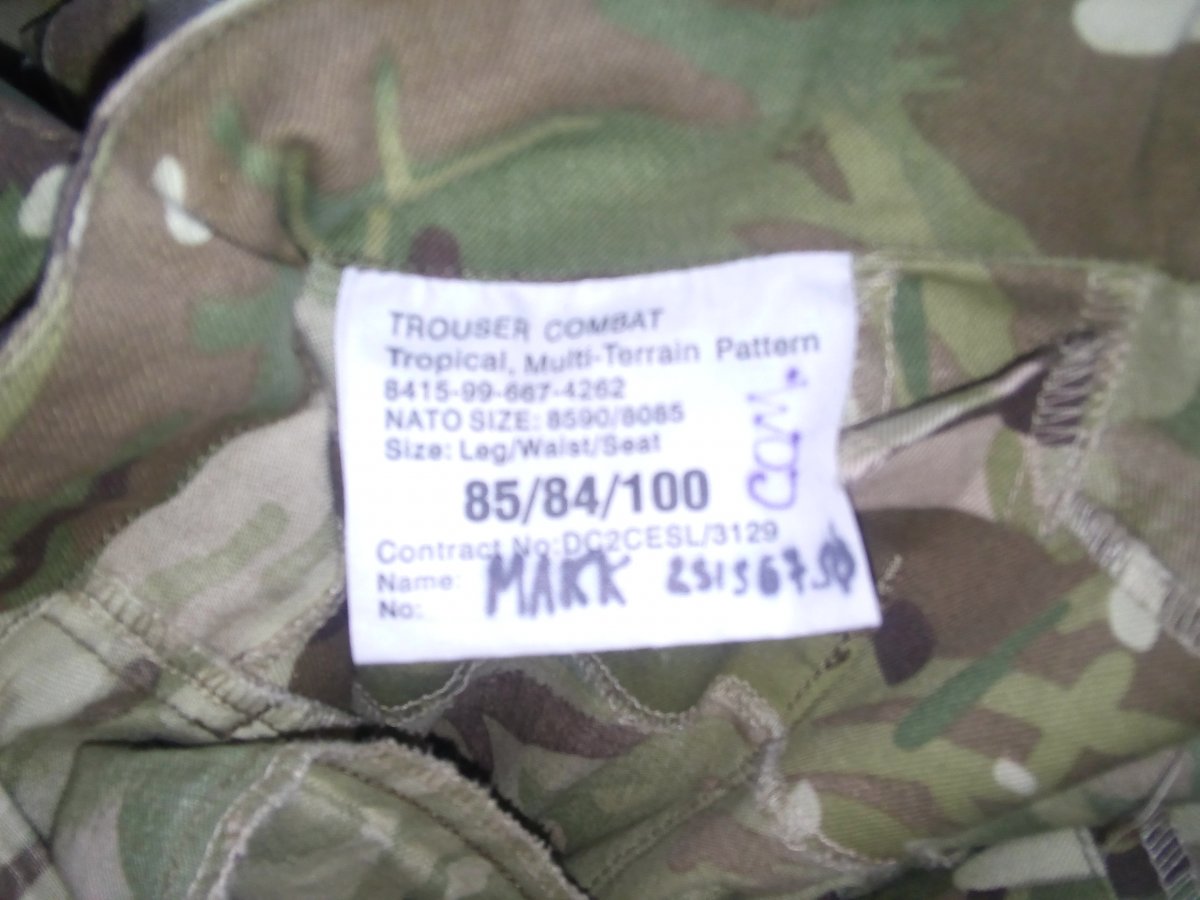 TROUSER COMBAT
Tropical, Multi-Terrain Pattern
8415-99-667-4262
NATO SIZE: 8590/8085
Size: Leg/Waist/Seat
85/84/100
Contract No:DC2CESL/3129
Name: MARK
No: